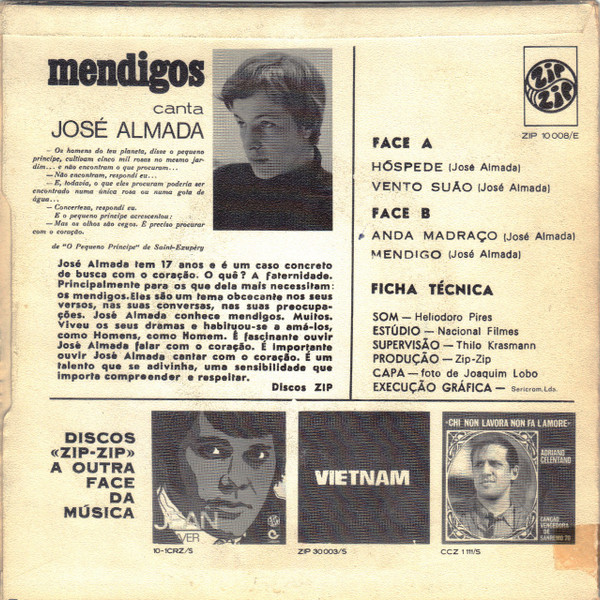 mendigos
canta
JOSÉ ALMADA
— Os homens do teu planeta, disse o pequeno
príncipe, cultivam cinco mil rosas no mesmo jar-
dim... e não encontram o que procuram...
— Não encontram, respondi eu...
— E, todavia, o que eles procuram poderia ser
encontrado numa única rosa ou numa gota de
água...
— Concerteza, respondi eu.
E o pequeno príncipe acrescentou:
— Mas os olhos são cegos. É preciso procurar
com o coração.
de "O Pequeno Príncipe" de Saint-Exupéry
José Almada tem 17 anos e é um caso concreto
de busca com o coração. O quê? A faternidade.
Principalmente para os que dela mais necessitam:
os mendigos.Eles são um tema obcecante nos seus
versos, nas suas conversas, nas suas preocupa-
ções. José Almada conhece mendigos. Muitos.
Viveu os seus dramas e habituou-se a amá-los,
como Homens, como Homem. É fascinante ouvir
José Almada falar com o coração. É importante
ouvir José Almada cantar com o coração. É um
talento que se adivinha, uma sensibilidade que
importa compreender e respeitar.
Discos ZIP
ZIP
ZIP
ZIP 10 008/E
FACE A
HÓSPEDE (José Almada)
VENTO SUÃO (José Almada)
FACE B
ANDA MADRAÇO (José Almada)
MENDIGO (José Almada)
FICHA TÉCNICA
SOM — Heliodoro Pires
ESTÚDIO — Nacional Filmes
SUPERVISÃO — Thilo Krasmann
PRODUÇÃO — Zip-Zip
CAPA — foto de Joaquim Lobo
EXECUÇÃO GRÁFICA — Sericrom, Lda.
DISCOS
«ZIP-ZIP»
A OUTRA
FACE
DA
MÚSICA
JEAN
VER
10-1CRZ/S
VIETNAM
ZIP 30 003/S
«CHI NON LAVORA NON FA L'AMORE»
ADRIANO
CELENTANO
CANÇÃO
VENCEDORA
DE
SANREMO 70
CCZ 1 111/S